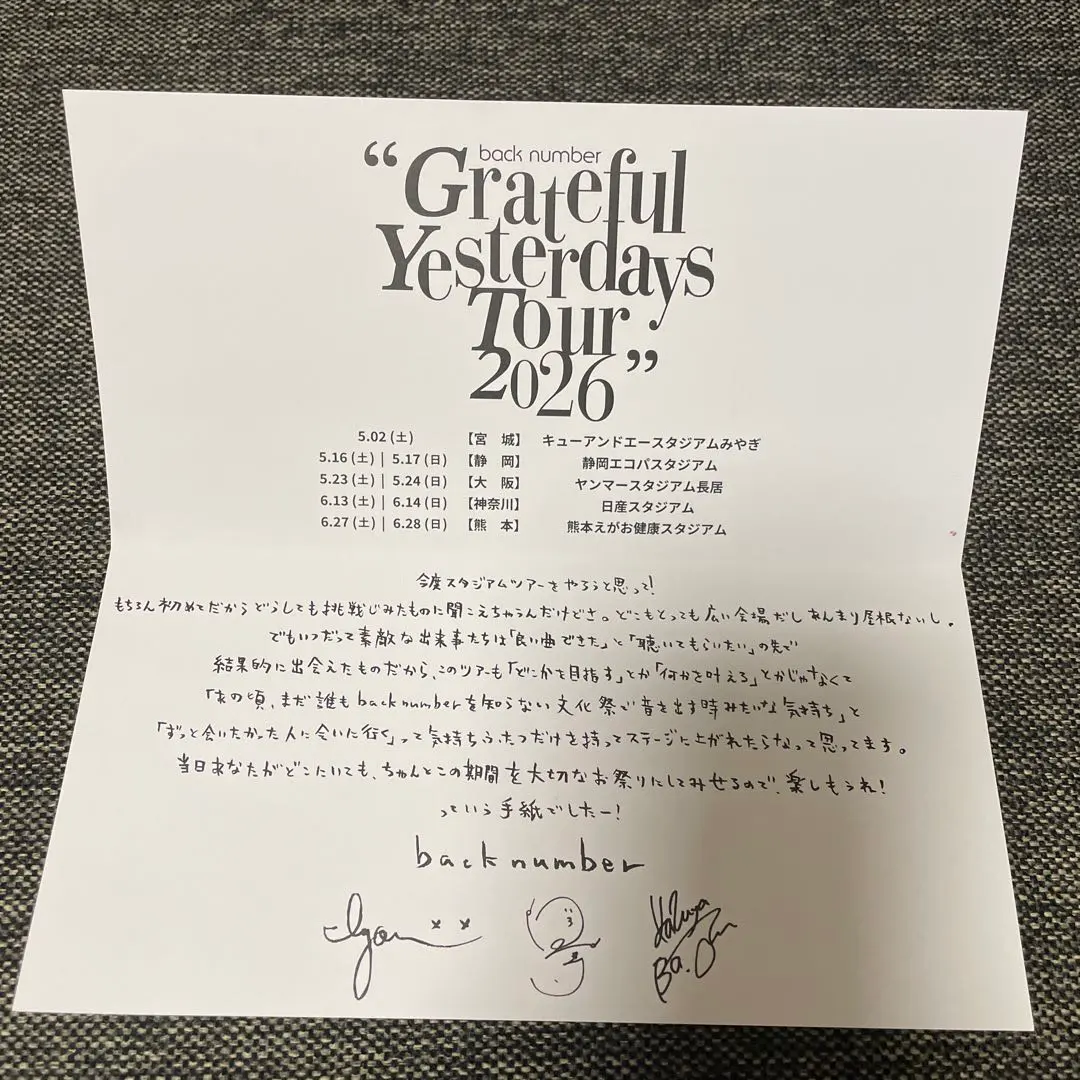 back number
“Grateful
Yesterdays
Tour
2026”
5.02 (土) 【宮 城】 キューアンドエースタジアムみやぎ
5.16 (土) | 5.17 (日) 【静 岡】 静岡エコパスタジアム
5.23 (土) | 5.24 (日) 【大 阪】 ヤンマースタジアム長居
6.13 (土) | 6.14 (日) 【神奈川】 日産スタジアム
6.27 (土) | 6.28 (日) 【熊 本】 熊本えがお健康スタジアム
今度スタジアムツアーをやろうと思って!
もちろん初めてだからどうしても挑戦じみたものに聞こえちゃうんだけどさ。どこもとっても広い会場だしあんまり屋根ないし。
でもいつだって素敵な出来事たちは「良い曲できた」と「聴いてもらいたい」の先で
結果的に出会えたものだから、このツアーも「どこかを目指す」とか「何かを叶える」とかじゃなくて
「あの頃、まだ誰もback numberを知らない文化祭で音を出す時みたいな気持ち」と
「ずっと会いたかった人に会いに行く」って気持ちふたつだけを持ってステージに上がれたらなって思ってます。
当日あなたがどこにいても、ちゃんとこの期間を大切なお祭りにしてみせるので、楽しもうれ!
っていう手紙でしたー!
back number